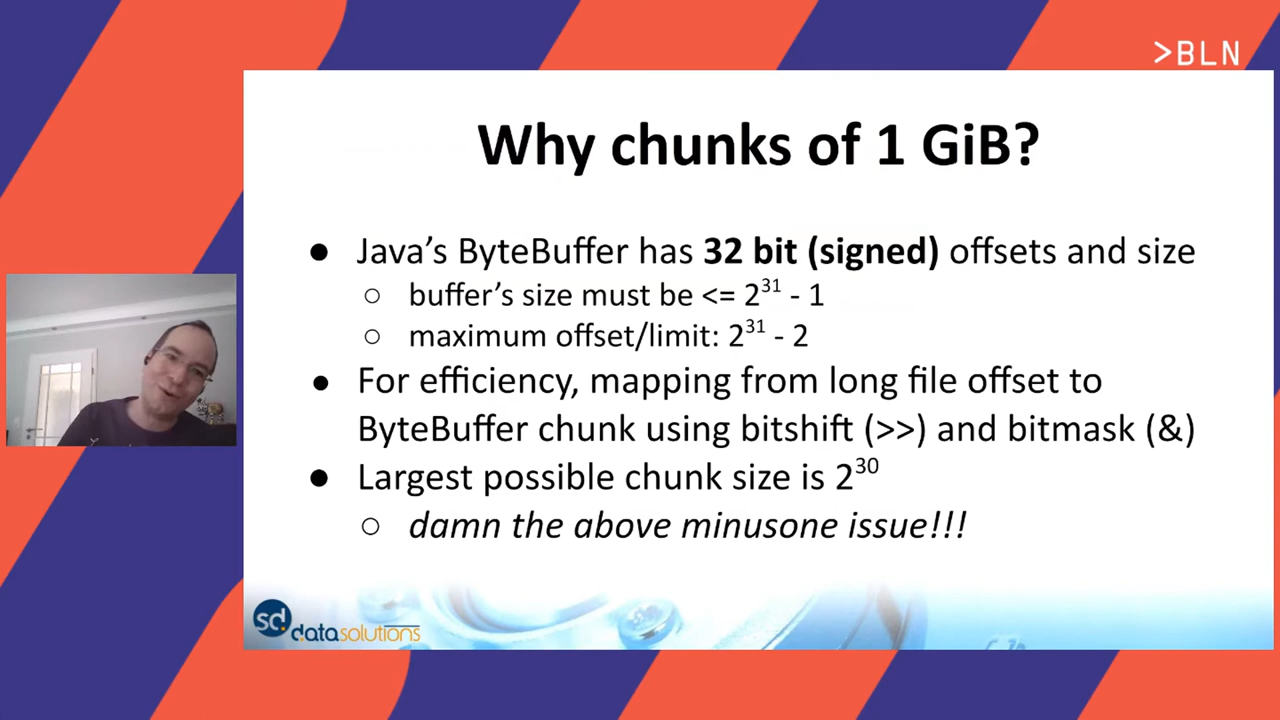 >BLN
Why chunks of 1 GiB?
● Java’s ByteBuffer has 32 bit (signed) offsets and size
○ buffer’s size must be <= 2³¹ - 1
○ maximum offset/limit: 2³¹ - 2
● For efficiency, mapping from long file offset to
ByteBuffer chunk using bitshift (>>) and bitmask (&)
● Largest possible chunk size is 2³⁰
○ damn the above minusone issue!!!
sd. datasolutions